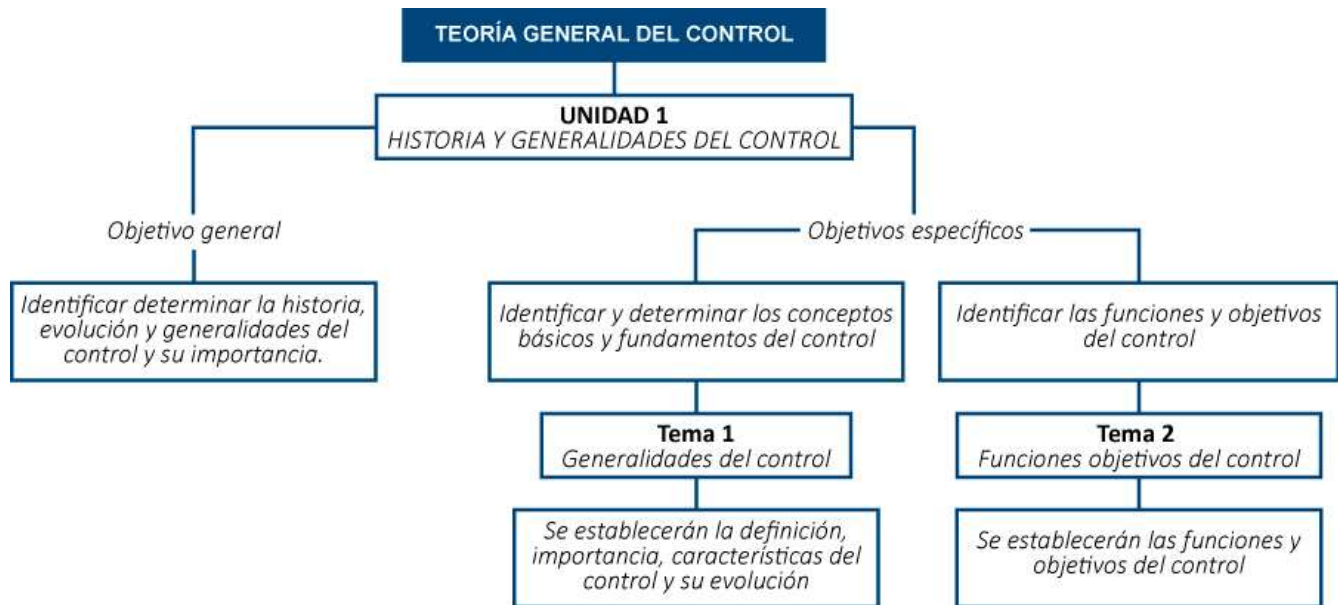 TEORÍA GENERAL DEL CONTROL
UNIDAD 1
HISTORIA Y GENERALIDADES DEL CONTROL
Objetivo general
Identificar determinar la historia,
evolución y generalidades del
control y su importancia.
Objetivos específicos
Identificar y determinar los conceptos
básicos y fundamentos del control
Tema 1
Generalidades del control
Se establecerán la definición,
importancia, características del
control y su evolución
Identificar las funciones y objetivos
del control
Tema 2
Funciones objetivos del control
Se establecerán las funciones y
objetivos del control